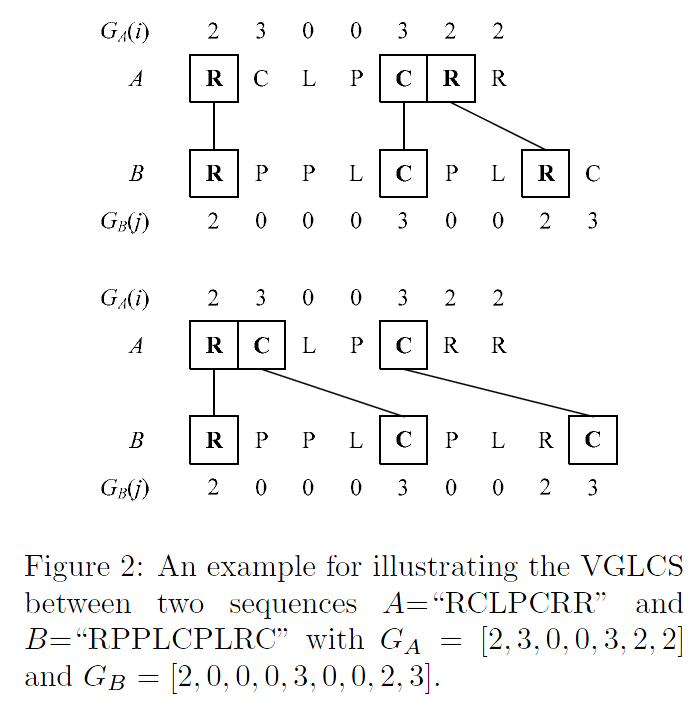 G_A(i) 2 3 0 0 3 2 2
A R C L P C R R
B R P P L C P L R C
G_B(j) 2 0 0 0 3 0 0 2 3
G_A(i) 2 3 0 0 3 2 2
A R C L P C R R
B R P P L C P L R C
G_B(j) 2 0 0 0 3 0 0 2 3
Figure 2: An example for illustrating the VGLCS
between two sequences A=“RCLPCRR” and
B=“RPPLCPLRC” with G_A = [2, 3, 0, 0, 3, 2, 2]
and G_B = [2, 0, 0, 0, 3, 0, 0, 2, 3].